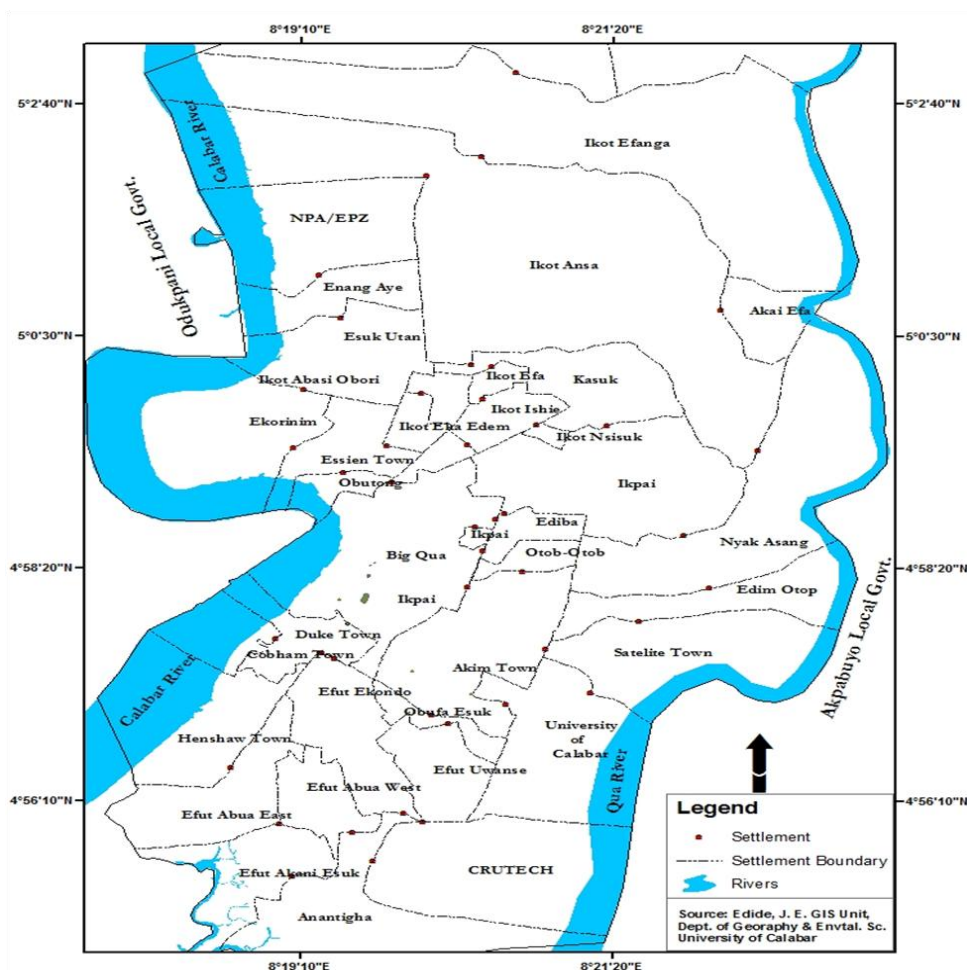 8°19'10"E
8°21'20"E
5°2'40"N
5°2'40"N
Calabar River
Ikot Efanga
Odukpani Local Govt.
NPA/EPZ
Ikot Ansa
Enang Aye
Akai Efa
5°0'30"N
5°0'30"N
Esuk Utan
Ikot Abasi Obori
Ikot Efa
Kasuk
Ekorinim
Ikot Ishie
Ikot Eka Edem
Ikot Nsisuk
Essien Town
Obutong
Ikpai
Ediba
Ikpai
Nyak Asang
Big Qua
Otob-Otob
4°58'20"N
4°58'20"N
Edim Otop
Ikpai
Akpabuyo Local Govt.
Duke Town
Cobham Town
Satelite Town
Akim Town
Efut Ekondo
Calabar River
Obufa Esuk
University
of
Calabar
Henshaw Town
Efut Uwanse
Qua River
Efut Abua West
4°56'10"N
4°56'10"N
Efut Abua East
Legend
Settlement
Settlement Boundary
Rivers
Efut Akani Esuk
CRUTECH
Anantigha
Source: Edide, J. E. GIS Unit,
Dept. of Georaphy & Envtal. Sc.
University of Calabar
8°19'10"E
8°21'20"E